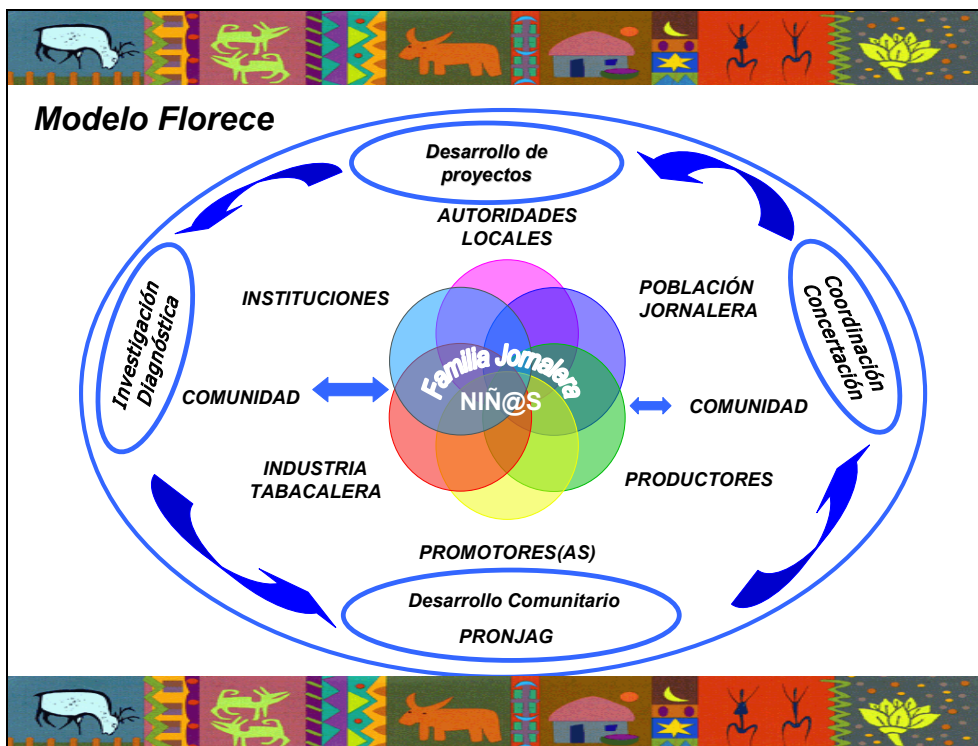 Modelo Florece
Desarrollo de
proyectos
AUTORIDADES
LOCALES
INSTITUCIONES
POBLACIÓN
JORNALERA
Investigación
Diagnóstica
Coordinación
Concertación
Familia Jornalera
NIÑ@S
COMUNIDAD
COMUNIDAD
INDUSTRIA
TABACALERA
PRODUCTORES
PROMOTORES(AS)
Desarrollo Comunitario
PRONJAG